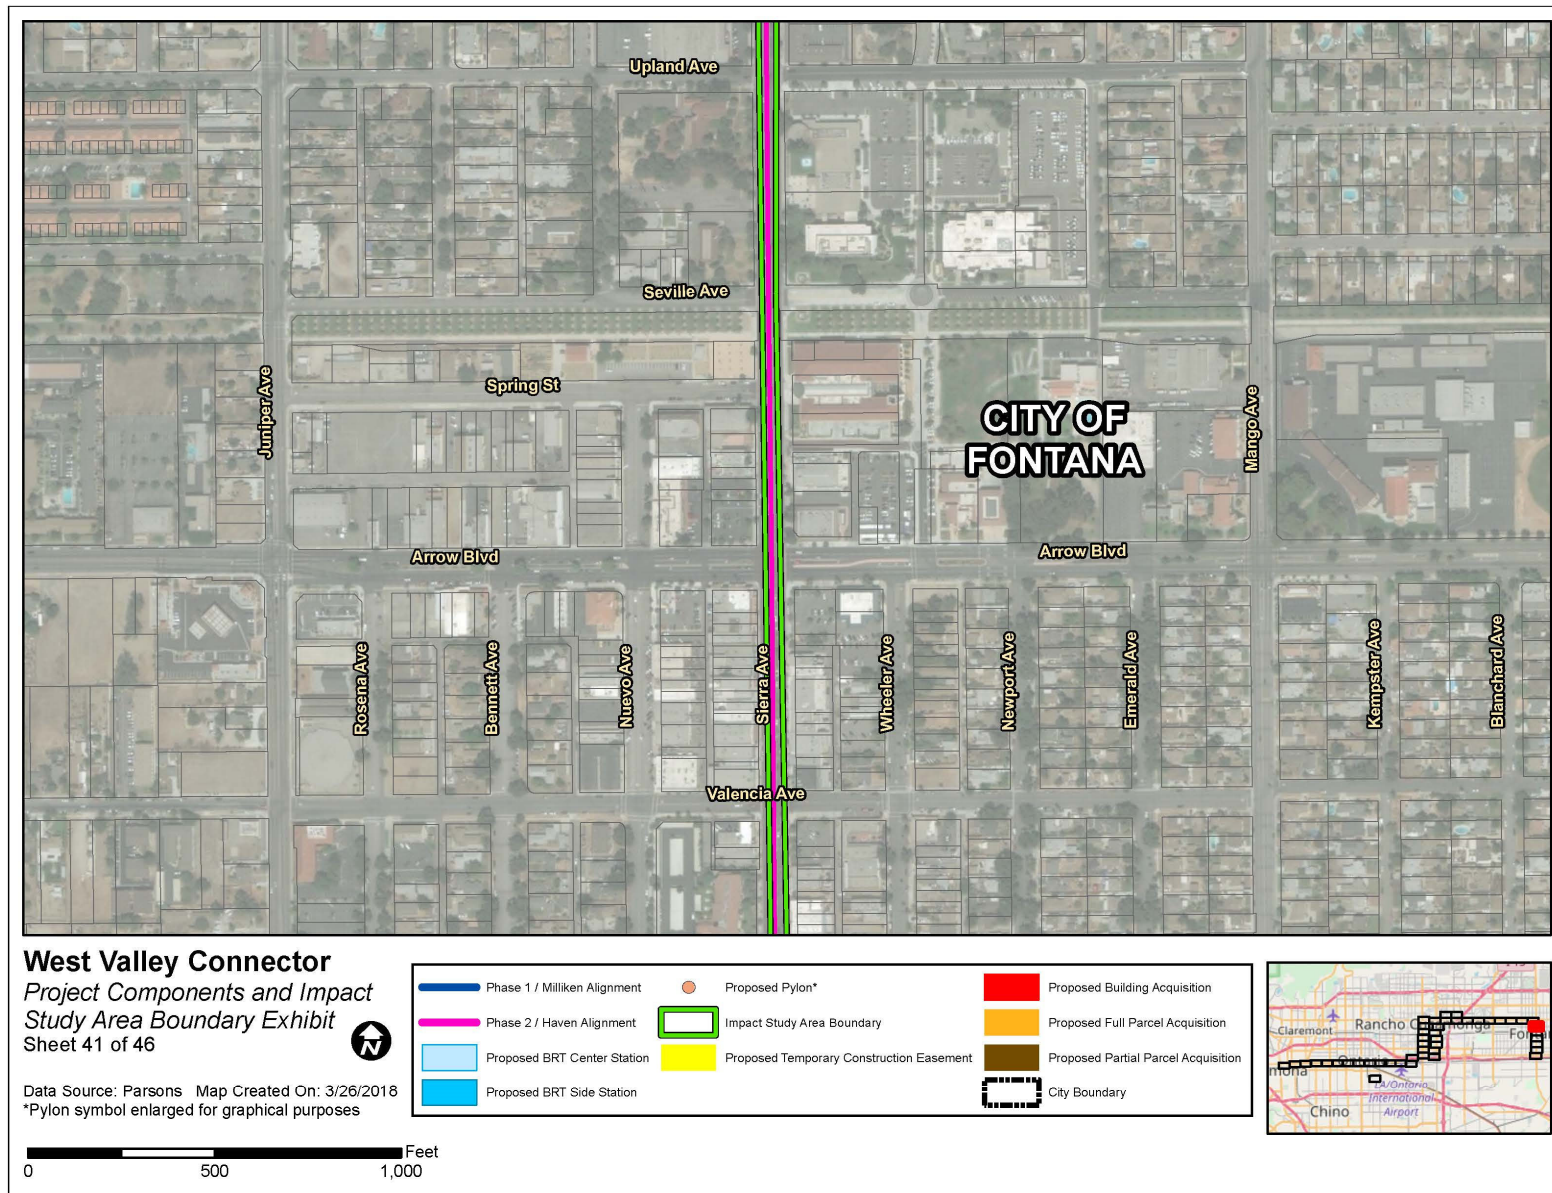 Upland Ave
Seville Ave
Spring St
Juniper Ave
CITY OF
FONTANA
Mango Ave
Arrow Blvd
Arrow Blvd
Rosena Ave
Bennett Ave
Nuevo Ave
Sierra Ave
Wheeler Ave
Newport Ave
Emerald Ave
Kempster Ave
Blanchard Ave
Valencia Ave
West Valley Connector
Project Components and Impact
Study Area Boundary Exhibit
Sheet 41 of 46
N
Data Source: Parsons Map Created On: 3/26/2018
*Pylon symbol enlarged for graphical purposes
Feet
0 500 1,000
Phase 1 / Milliken Alignment
Phase 2 / Haven Alignment
Proposed BRT Center Station
Proposed BRT Side Station
Proposed Pylon*
Impact Study Area Boundary
Proposed Temporary Construction Easement
Proposed Building Acquisition
Proposed Full Parcel Acquisition
Proposed Partial Parcel Acquisition
City Boundary
Claremont
Ontario
LA/Ontario
International
Airport
Chino